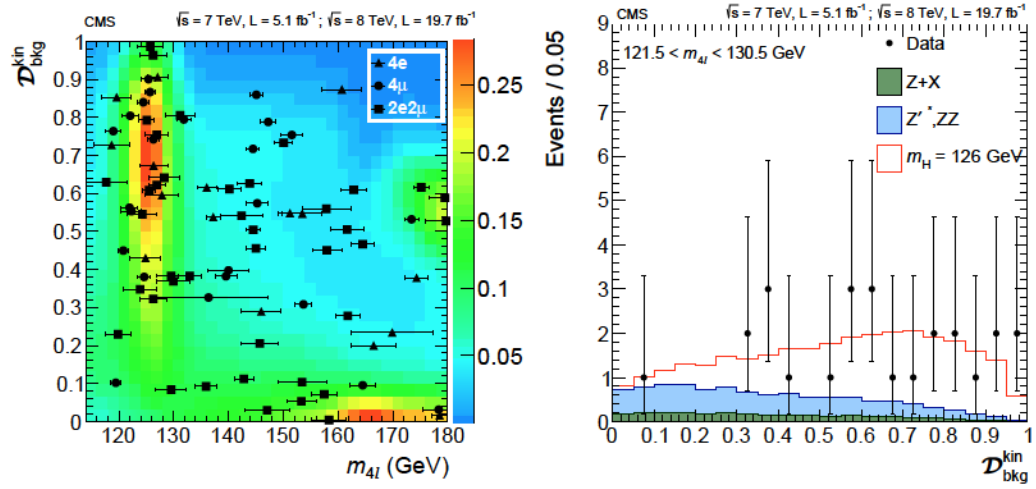 CMS √s = 7 TeV, L = 5.1 fb⁻¹ ; √s = 8 TeV, L = 19.7 fb⁻¹
𝒟kin bkg
1
0.9
0.8
0.7
0.6
0.5
0.4
0.3
0.2
0.1
0
4e
4μ
2e2μ
0.25
0.2
0.15
0.1
0.05
120 130 140 150 160 170 180
m4l (GeV)
CMS √s = 7 TeV, L = 5.1 fb⁻¹ ; √s = 8 TeV, L = 19.7 fb⁻¹
Events / 0.05
9
8
7
6
5
4
3
2
1
0
121.5 < m4l < 130.5 GeV
Data
Z+X
Z'*,ZZ
mH = 126 GeV
0 0.1 0.2 0.3 0.4 0.5 0.6 0.7 0.8 0.9 1
𝒟kin bkg